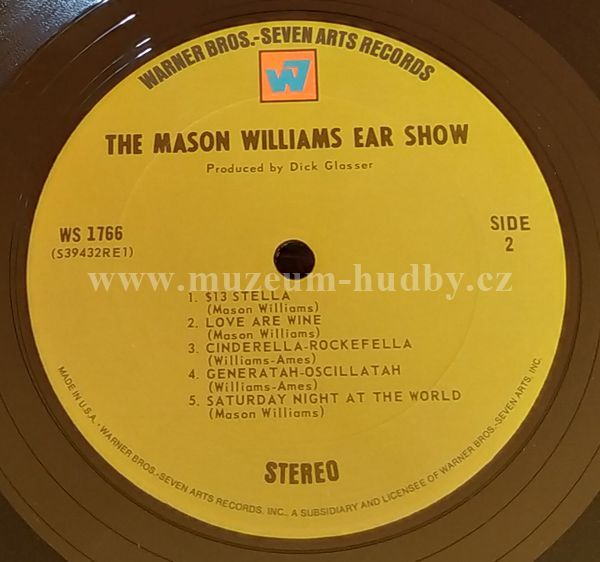 WARNER BROS.-SEVEN ARTS RECORDS
W7
THE MASON WILLIAMS EAR SHOW
Produced by Dick Glasser
WS 1766
(S39432RE1)
SIDE
2
www.muzeum-hudby.cz
1. $13 STELLA
(Mason Williams)
2. LOVE ARE WINE
(Mason Williams)
3. CINDERELLA-ROCKEFELLA
(Williams-Ames)
4. GENERATAH-OSCILLATAH
(Williams-Ames)
5. SATURDAY NIGHT AT THE WORLD
(Mason Williams)
STEREO
MADE IN U.S.A. • WARNER BROS.-SEVEN ARTS RECORDS, INC., A SUBSIDIARY AND LICENSEE OF WARNER BROS.-SEVEN ARTS, INC.